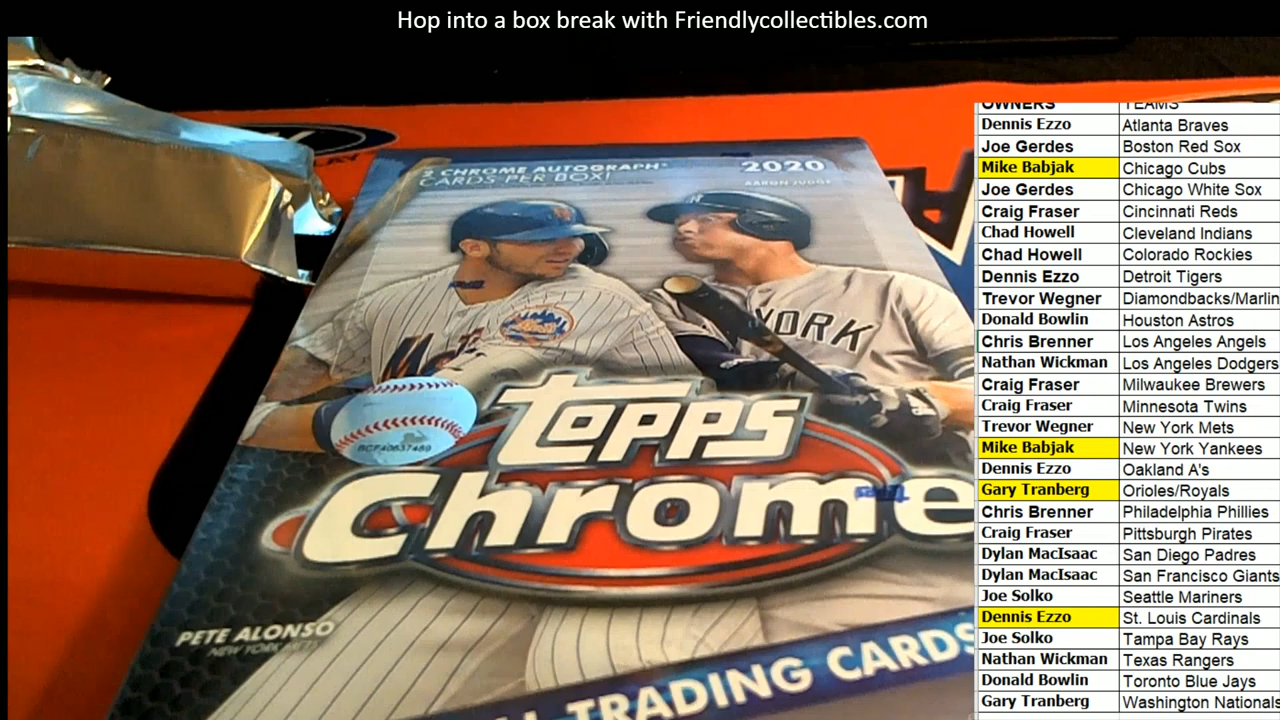 Hop into a box break with Friendlycollectibles.com
2 CHROME AUTOGRAPH
CARDS PER BOX!
2020
AARON JUDGE
YORK
Mets
topps
Chrome
BCFA0637489
PETE ALONSO
NEW YORK METS
TRADING CARDS
OWNERS TEAMS
Dennis Ezzo Atlanta Braves
Joe Gerdes Boston Red Sox
Mike Babjak Chicago Cubs
Joe Gerdes Chicago White Sox
Craig Fraser Cincinnati Reds
Chad Howell Cleveland Indians
Chad Howell Colorado Rockies
Dennis Ezzo Detroit Tigers
Trevor Wegner Diamondbacks/Marlin
Donald Bowlin Houston Astros
Chris Brenner Los Angeles Angels
Nathan Wickman Los Angeles Dodgers
Craig Fraser Milwaukee Brewers
Craig Fraser Minnesota Twins
Trevor Wegner New York Mets
Mike Babjak New York Yankees
Dennis Ezzo Oakland A's
Gary Tranberg Orioles/Royals
Chris Brenner Philadelphia Phillies
Craig Fraser Pittsburgh Pirates
Dylan MacIsaac San Diego Padres
Dylan MacIsaac San Francisco Giants
Joe Solko Seattle Mariners
Dennis Ezzo St. Louis Cardinals
Joe Solko Tampa Bay Rays
Nathan Wickman Texas Rangers
Donald Bowlin Toronto Blue Jays
Gary Tranberg Washington Nationals